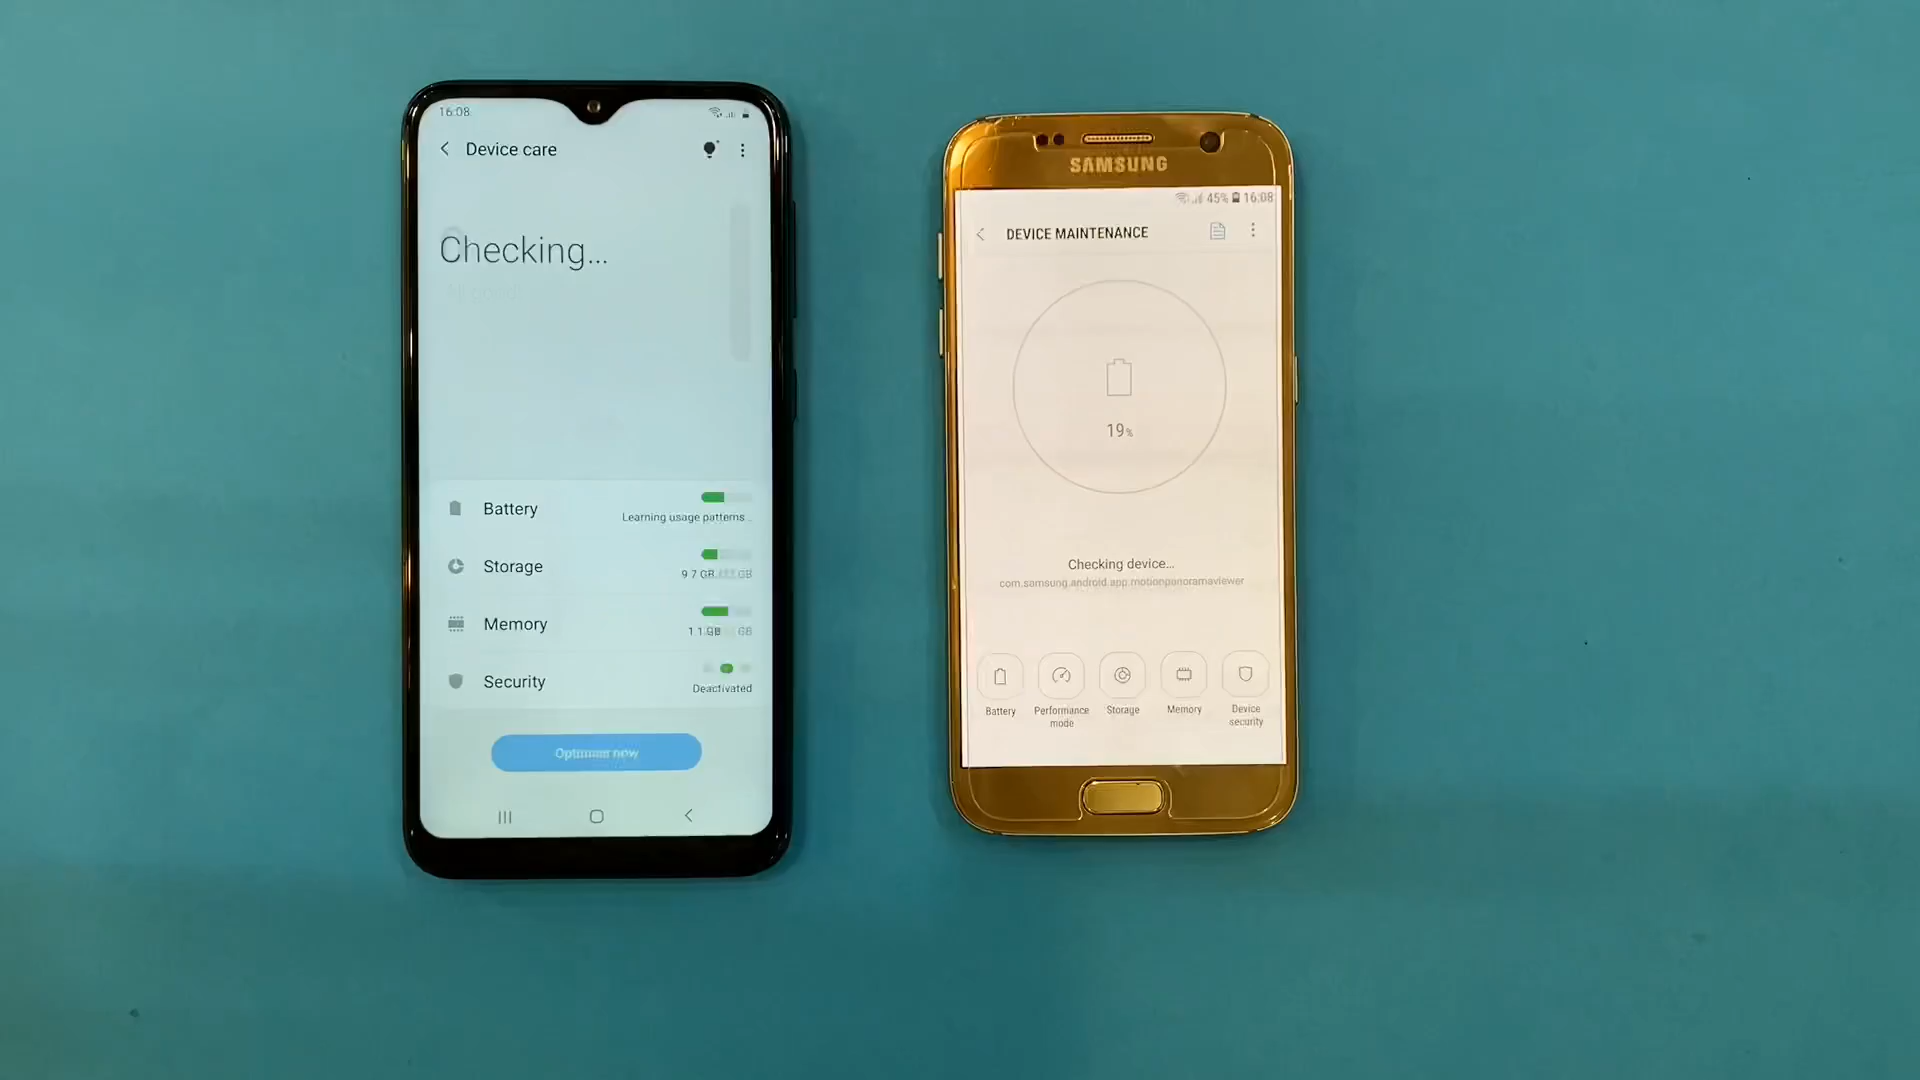 16:08
Device care
Checking...
Battery
Learning usage patterns...
Storage
9.7 GB GB
Memory
1.1 GB GB
Security
Deactivated
Optimise now
SAMSUNG
45% 16:08
DEVICE MAINTENANCE
19%
Checking device...
com.samsung.android.app.motionpanoramaviewer
Battery
Performance
mode
Storage
Memory
Device
security